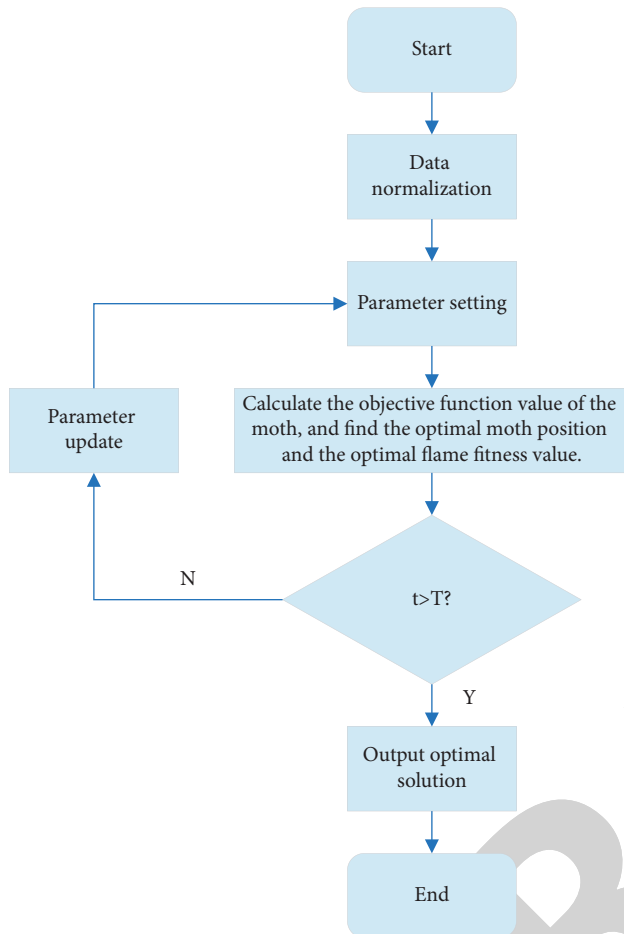 Start
Data
normalization
Parameter setting
Parameter
update
Calculate the objective function value of the
moth, and find the optimal moth position
and the optimal flame fitness value.
N
t>T?
Y
Output optimal
solution
End